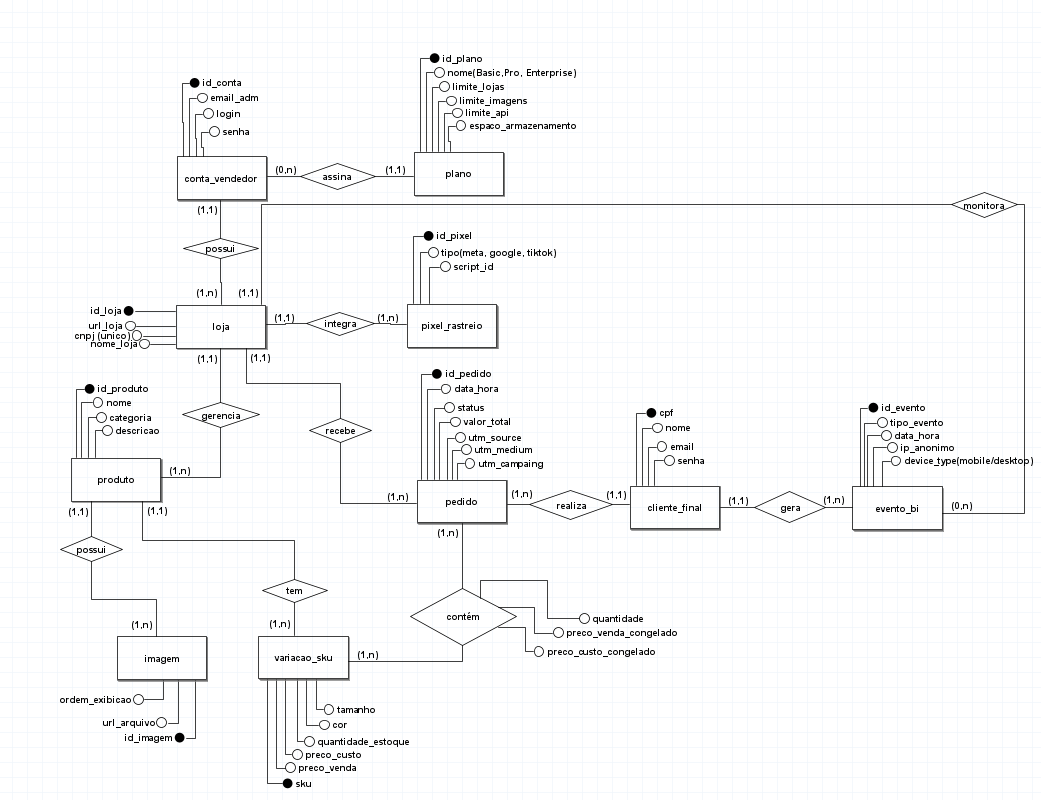 id_plano
nome(Basic,Pro, Enterprise)
limite_lojas
limite_imagens
limite_api
espaco_armazenamento
id_conta
email_adm
login
senha
conta_vendedor
(0,n)
assina
(1,1)
plano
(1,1)
monitora
possui
id_pixel
tipo(meta, google, tiktok)
script_id
(1,n)
(1,1)
id_loja
url_loja
cnpj (unico)
nome_loja
loja
(1,1)
integra
(1,n)
pixel_rastreio
(1,1)
(1,1)
id_produto
nome
categoria
descricao
gerencia
recebe
id_pedido
data_hora
status
valor_total
utm_source
utm_medium
utm_campaing
cpf
nome
email
senha
id_evento
tipo_evento
data_hora
ip_anonimo
device_type(mobile/desktop)
produto
(1,n)
(1,n)
pedido
(1,n)
realiza
(1,1)
cliente_final
(1,1)
gera
(1,n)
evento_bi
(0,n)
(1,1)
(1,1)
(1,n)
possui
tem
contém
quantidade
preco_venda_congelado
preco_custo_congelado
(1,n)
(1,n)
imagem
variacao_sku
(1,n)
ordem_exibicao
url_arquivo
id_imagem
tamanho
cor
quantidade_estoque
preco_custo
preco_venda
sku